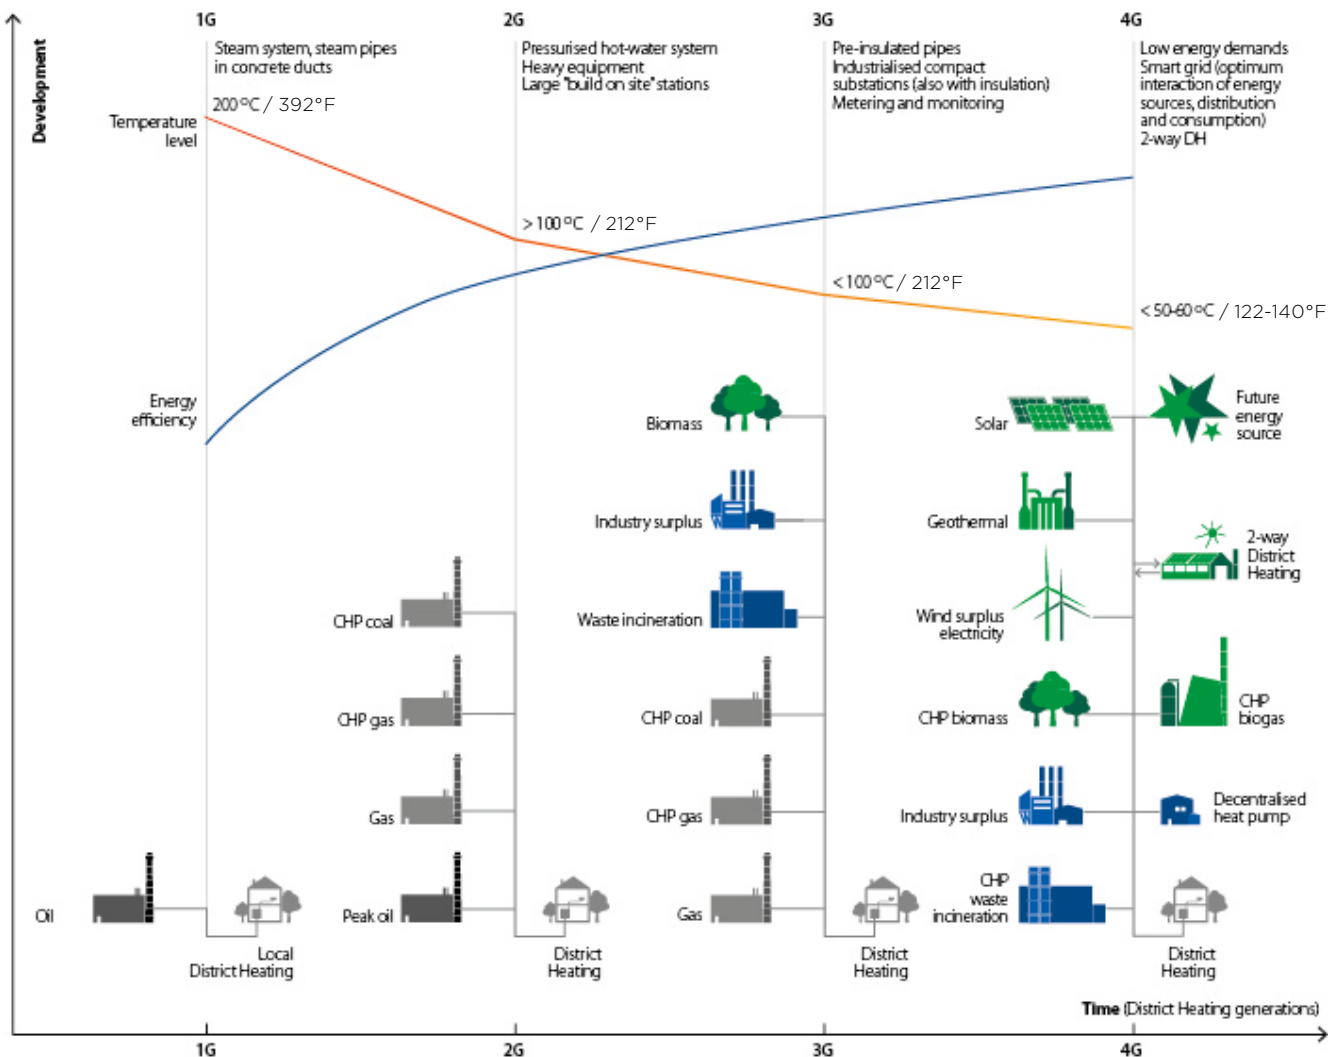 1G
2G
3G
4G
Development
Steam system, steam pipes
in concrete ducts
Pressurised hot-water system
Heavy equipment
Large "build on site" stations
Pre-insulated pipes
Industrialised compact
substations (also with insulation)
Metering and monitoring
Low energy demands
Smart grid (optimum
interaction of energy
sources, distribution
and consumption)
2-way DH
200 °C / 392°F
Temperature
level
> 100 °C / 212°F
< 100 °C / 212°F
< 50-60 °C / 122-140°F
Energy
efficiency
Biomass
Solar
Future
energy
source
Industry surplus
Geothermal
2-way
District
Heating
CHP coal
Waste incineration
Wind surplus
electricity
CHP gas
CHP coal
CHP biomass
CHP
biogas
Gas
CHP gas
Industry surplus
Decentralised
heat pump
Oil
Peak oil
Gas
CHP
waste
incineration
Local
District Heating
District
Heating
District
Heating
District
Heating
Time (District Heating generations)
1G
2G
3G
4G